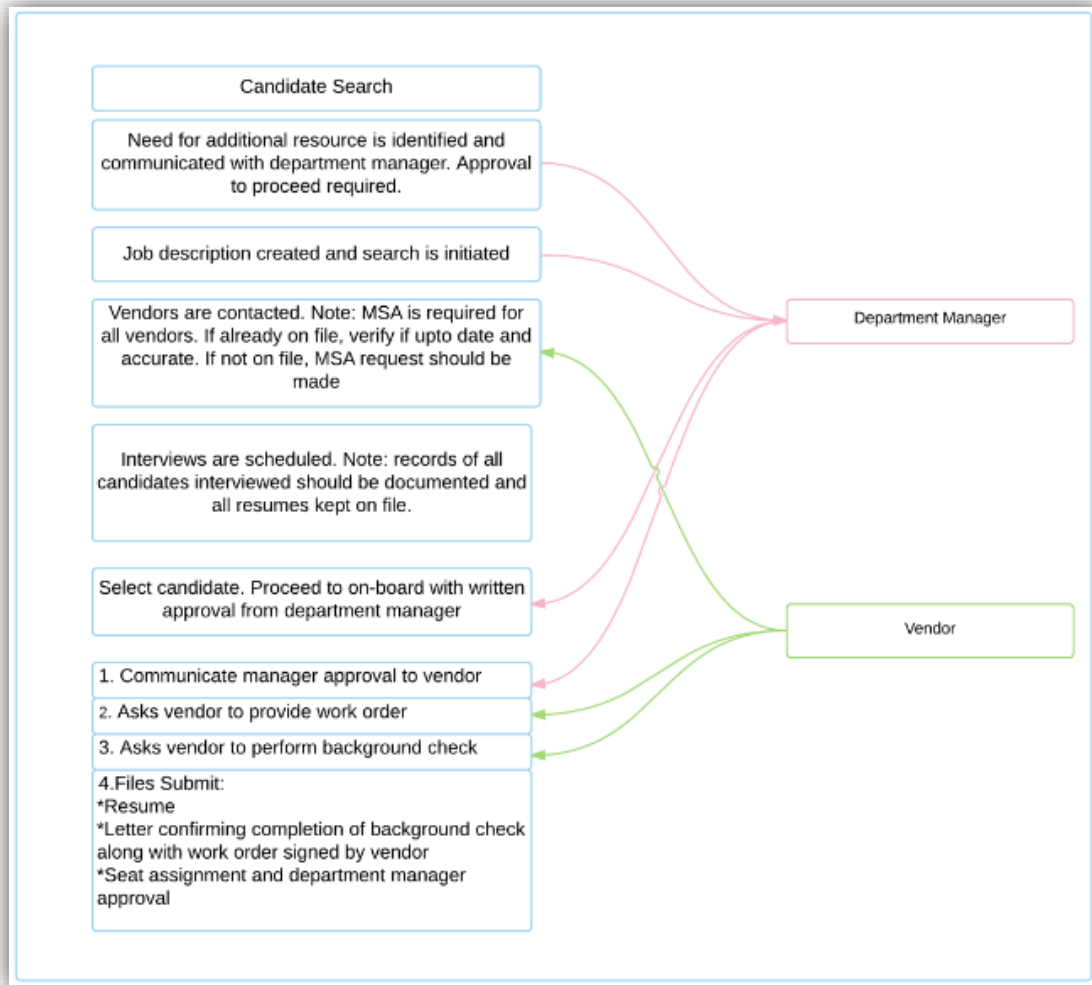 Candidate Search
Need for additional resource is identified and
communicated with department manager. Approval
to proceed required.
Job description created and search is initiated
Vendors are contacted. Note: MSA is required for
all vendors. If already on file, verify if upto date and
accurate. If not on file, MSA request should be
made
Department Manager
Interviews are scheduled. Note: records of all
candidates interviewed should be documented and
all resumes kept on file.
Select candidate. Proceed to on-board with written
approval from department manager
Vendor
1. Communicate manager approval to vendor
2. Asks vendor to provide work order
3. Asks vendor to perform background check
4.Files Submit:
*Resume
*Letter confirming completion of background check
along with work order signed by vendor
*Seat assignment and department manager
approval